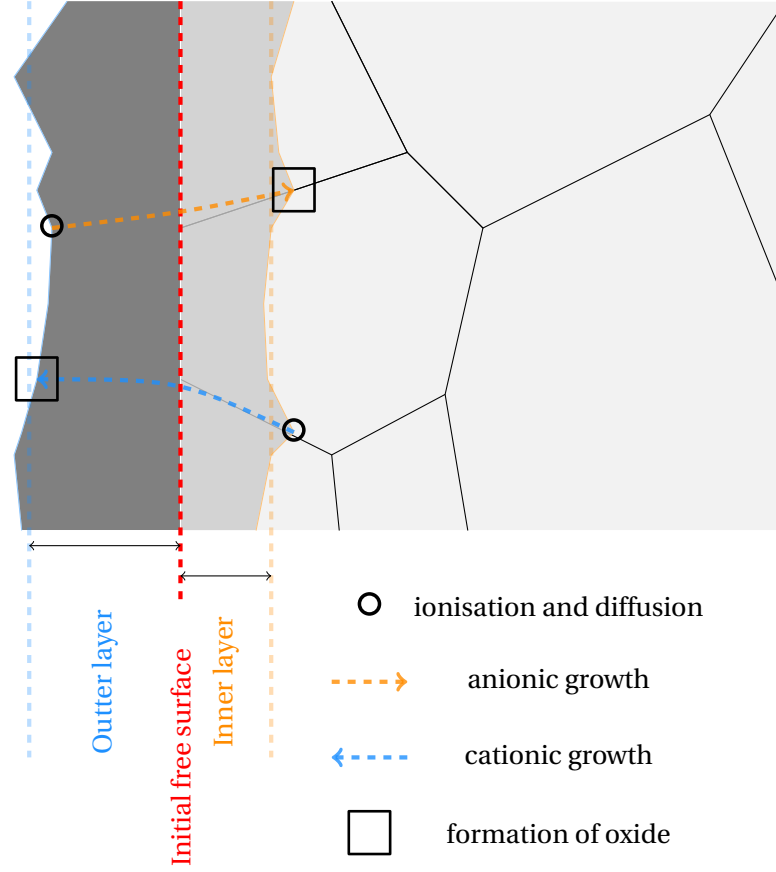 Outter layer
Initial free surface
Inner layer
ionisation and diffusion
anionic growth
cationic growth
formation of oxide